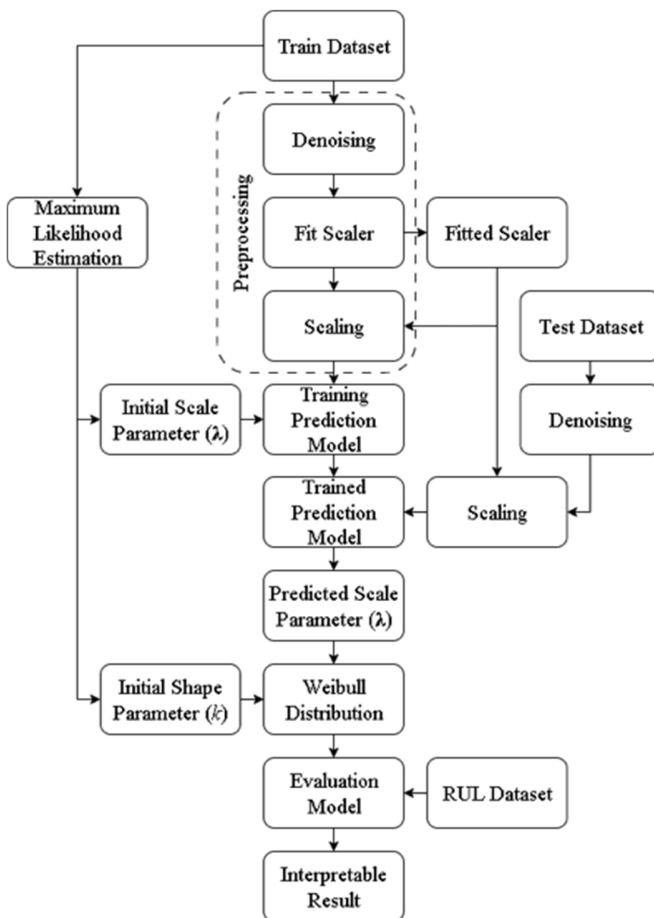 Train Dataset
Denoising
Preprocessing
Maximum
Likelihood
Estimation
Fit Scaler
Fitted Scaler
Scaling
Test Dataset
Initial Scale
Parameter (λ)
Training
Prediction
Model
Denoising
Trained
Prediction
Model
Scaling
Predicted Scale
Parameter (λ)
Initial Shape
Parameter (k)
Weibull
Distribution
Evaluation
Model
RUL Dataset
Interpretable
Result